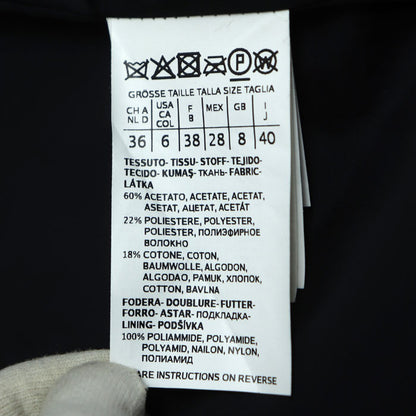 P W
GRÖSSE TAILLE TALLA SIZE TAGLIA
CH A NL D USA CA COL F B MEX GB I J
36 6 38 28 8 40
TESSUTO- TISSU- STOFF- TEJIDO-
TECIDO- KUMAŞ- ТКАНЬ- FABRIC-
LÁTKA
60% ACETATO, ACETATE, ACETAT,
ASETAT, АЦЕТАТ, ACETÁT
22% POLIESTERE, POLYESTER,
POLIESTER, ПОЛИЭФИРНОЕ
ВОЛОКНО
18% COTONE, COTON,
BAUMWOLLE, ALGODON,
ALGODAO, PAMUK, ХЛОПОК,
COTTON, BAVLNA
FODERA- DOUBLURE- FUTTER-
FORRO- ASTAR- ПОДКЛАДКА-
LINING- PODŠÍVKA
100% POLIAMMIDE, POLYAMIDE,
POLYAMID, NAILON, NYLON,
ПОЛИАМИД
ARE INSTRUCTIONS ON REVERSE